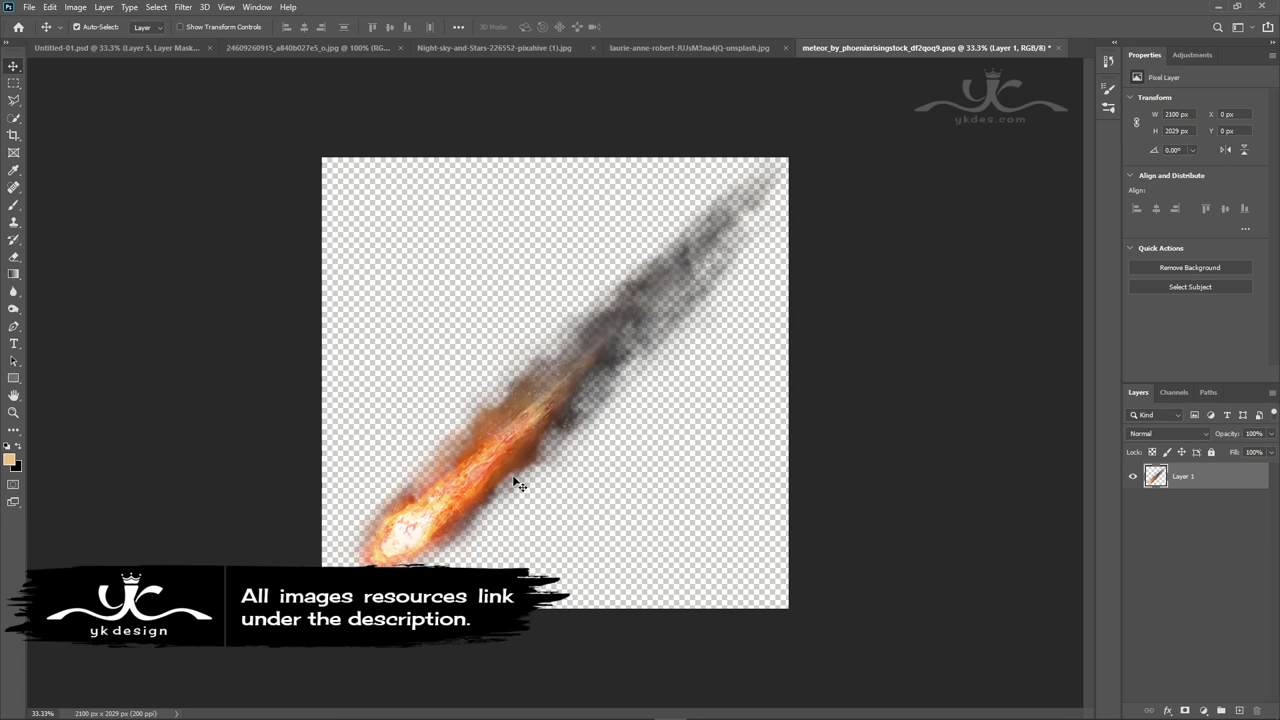 Ps File Edit Image Layer Type Select Filter 3D View Window Help
Auto-Select: Layer Show Transform Controls 3D Mode:
Untitled-01.psd @ 33.3% (Layer 5, Layer Mask... × 24609260915_a840b027e5_o.jpg @ 100% (RG... × Night-sky-and-Stars-226552-pixahive (1).jpg × laurie-anne-robert-JUJsM3na4jQ-unsplash.jpg × meteor_by_phoenixrisingstock_df2qoq9.png @ 33.3% (Layer 1, RGB/8) * ×
Properties Adjustments
Pixel Layer
Transform
W 2100 px X 0 px
H 2029 px Y 0 px
0.00°
Align and Distribute
Align:
Quick Actions
Remove Background
Select Subject
Layers Channels Paths
Kind
Normal Opacity: 100%
Lock: Fill: 100%
Layer 1
yk
ykdes.com
yk
yk design
All images resources link
under the description.
33.33% 2100 px x 2029 px (200 ppi)